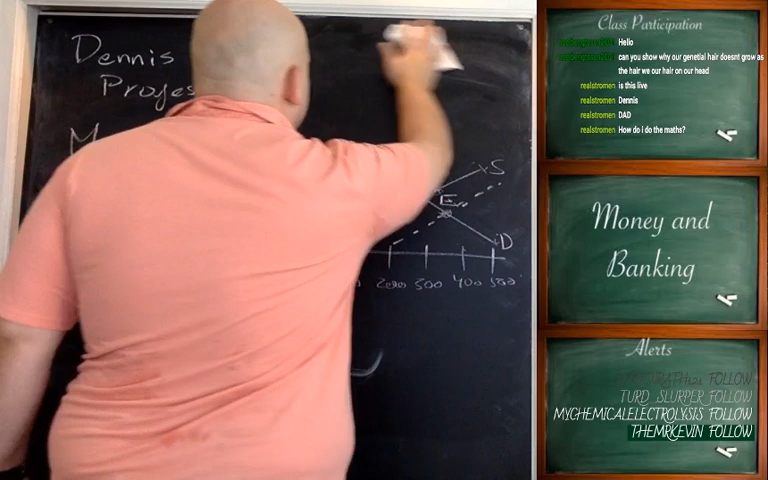 Dennis
Proyes
M
S
E
D
300 400 500
Class Participation
Hello
can you show why our genetial hair doesnt grow as
the hair we our hair on our head
realstromen is this live
realstromen Dennis
realstromen DAD
realstromen How do I do the maths?
Money and
Banking
Alerts
TURD_SLURPER FOLLOW
MYCHEMICALELECTROLYSIS FOLLOW
THEMRKEVIN FOLLOW